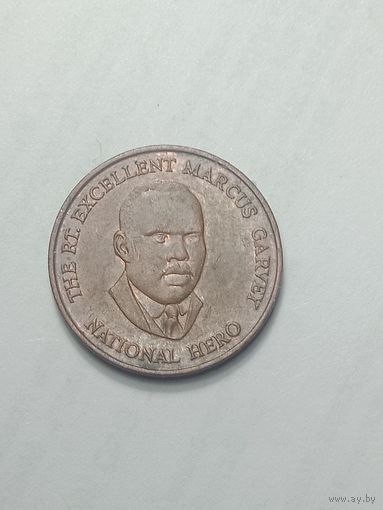 THE RT. EXCELLENT MARCUS GARVEY
NATIONAL HERO
www.ay.by